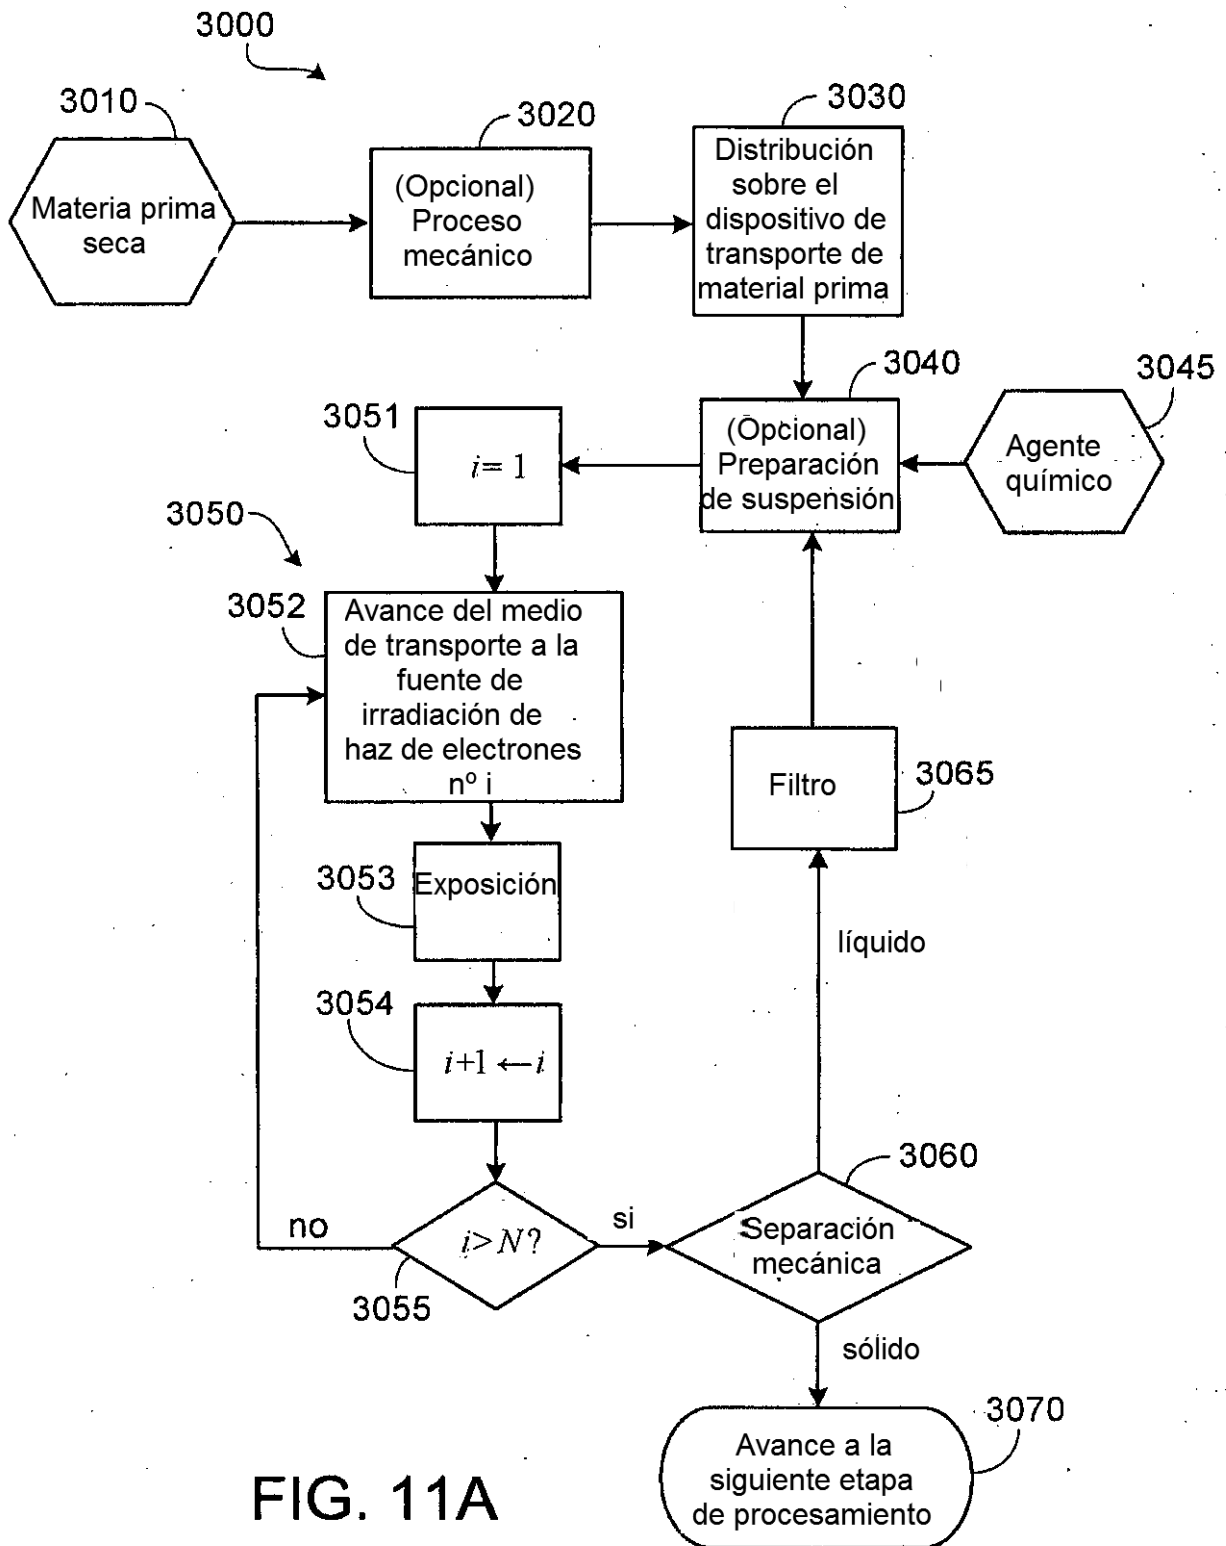 3000
3010
Materia prima
seca
3020
(Opcional)
Proceso
mecánico
3030
Distribución
sobre el
dispositivo de
transporte de
material prima
3040
(Opcional)
Preparación
de suspensión
3045
Agente
químico
3051
i = 1
3050
3052
Avance del medio
de transporte a la
fuente de
irradiación de
haz de electrones
nº i
3053
Exposición
3054
i+1 ← i
3055
i > N?
no
si
3060
Separación
mecánica
líquido
3065
Filtro
sólido
3070
Avance a la
siguiente etapa
de procesamiento
FIG. 11A